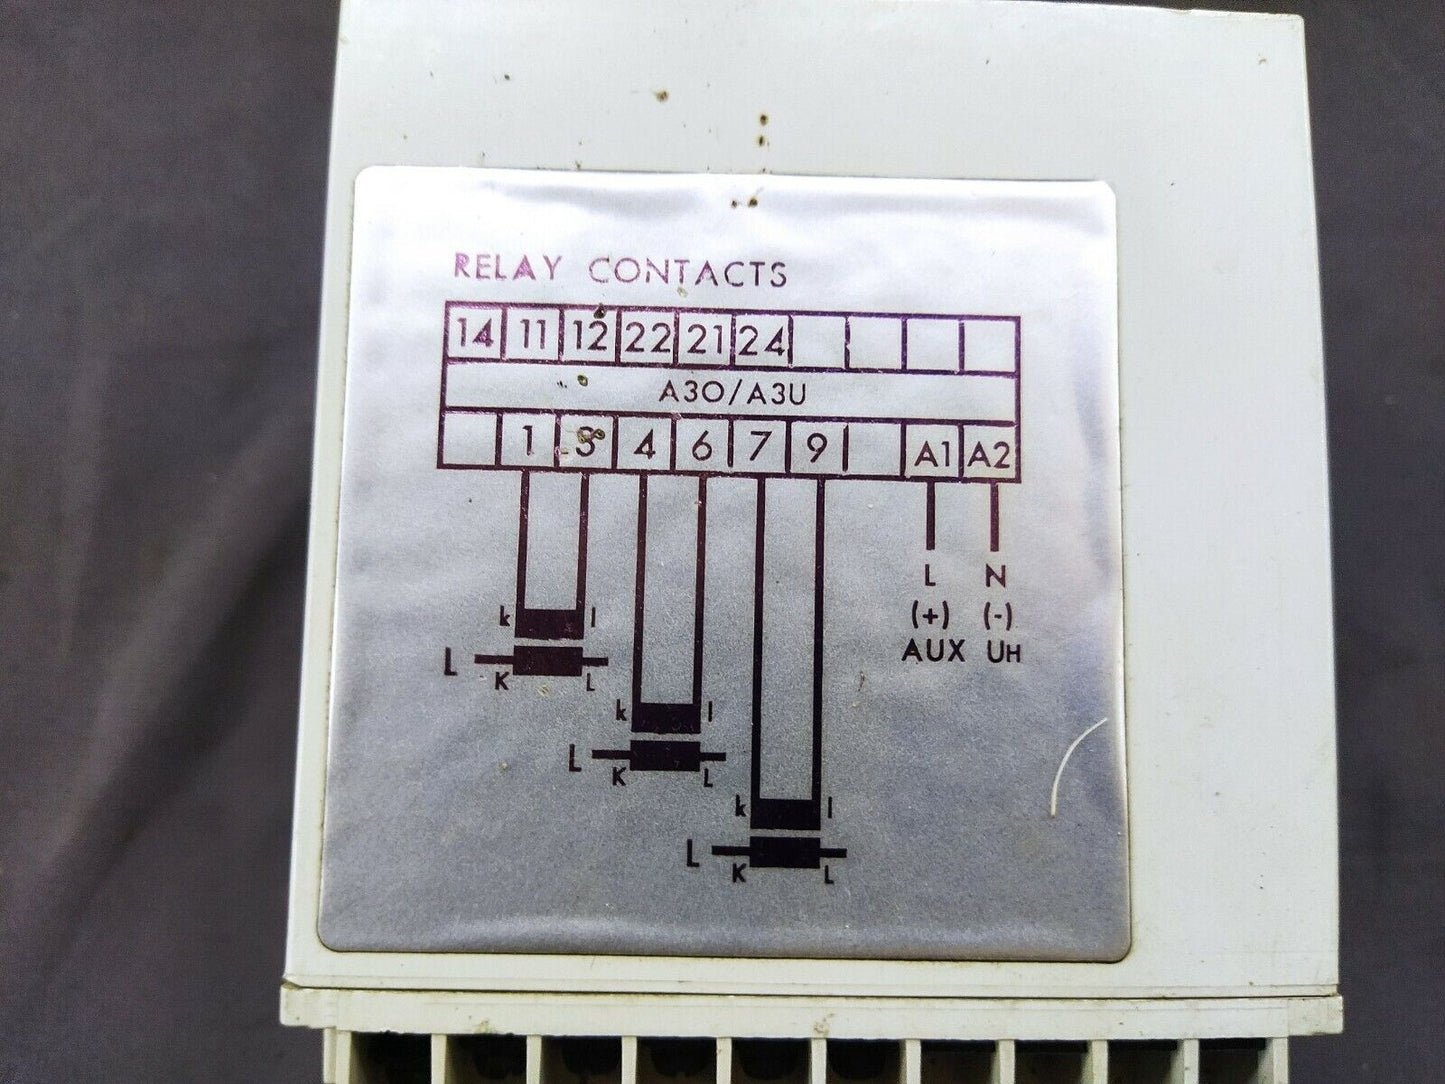 RELAY CONTACTS
14 11 12 22 21 24
A3O/A3U
1 3 4 6 7 9 A1 A2
L N
(+) (-)
AUX UH
k l
L
K L
k l
L
K L
k l
L
K L